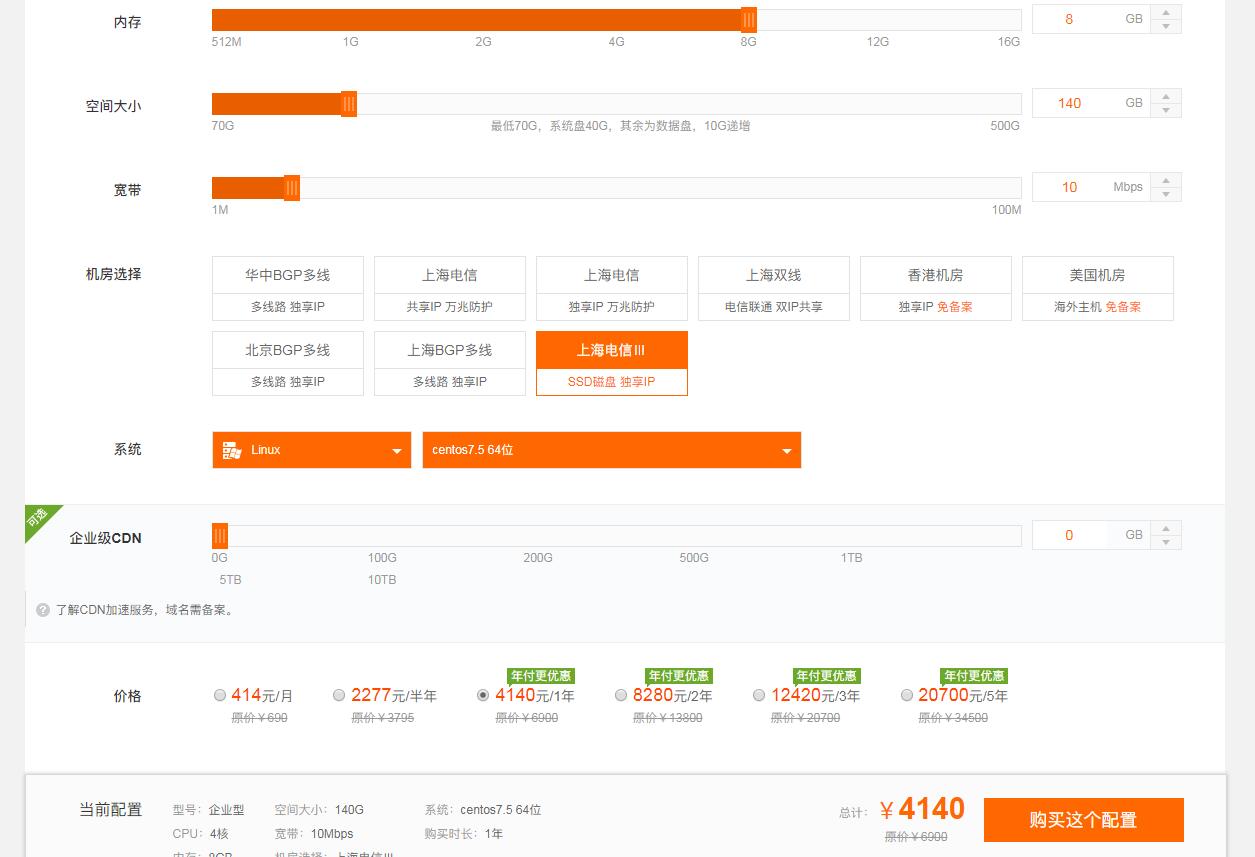 内存
8 GB
512M 1G 2G 4G 8G 12G 16G
空间大小
140 GB
70G 最低70G，系统盘40G，其余为数据盘，10G递增 500G
宽带
10 Mbps
1M 100M
机房选择
华中BGP多线 上海电信 上海电信 上海双线 香港机房 美国机房
多线路 独享IP 共享IP 万兆防护 独享IP 万兆防护 电信联通 双IP共享 独享IP 免备案 海外主机 免备案
北京BGP多线 上海BGP多线 上海电信III
多线路 独享IP 多线路 独享IP SSD磁盘 独享IP
系统 Linux centos7.5 64位
可选
企业级CDN
0 GB
0G 100G 200G 500G 1TB
5TB 10TB
? 了解CDN加速服务，域名需备案。
年付更优惠 年付更优惠 年付更优惠 年付更优惠
价格 414元/月 2277元/半年 4140元/1年 8280元/2年 12420元/3年 20700元/5年
原价￥690 原价￥3795 原价￥6900 原价￥13800 原价￥20700 原价￥34500
当前配置 型号：企业型 空间大小：140G 系统：centos7.5 64位 总计：￥4140 购买这个配置
CPU：4核 宽带：10Mbps 购买时长：1年 原价￥6900
内存：8GB 机房选择：上海电信III